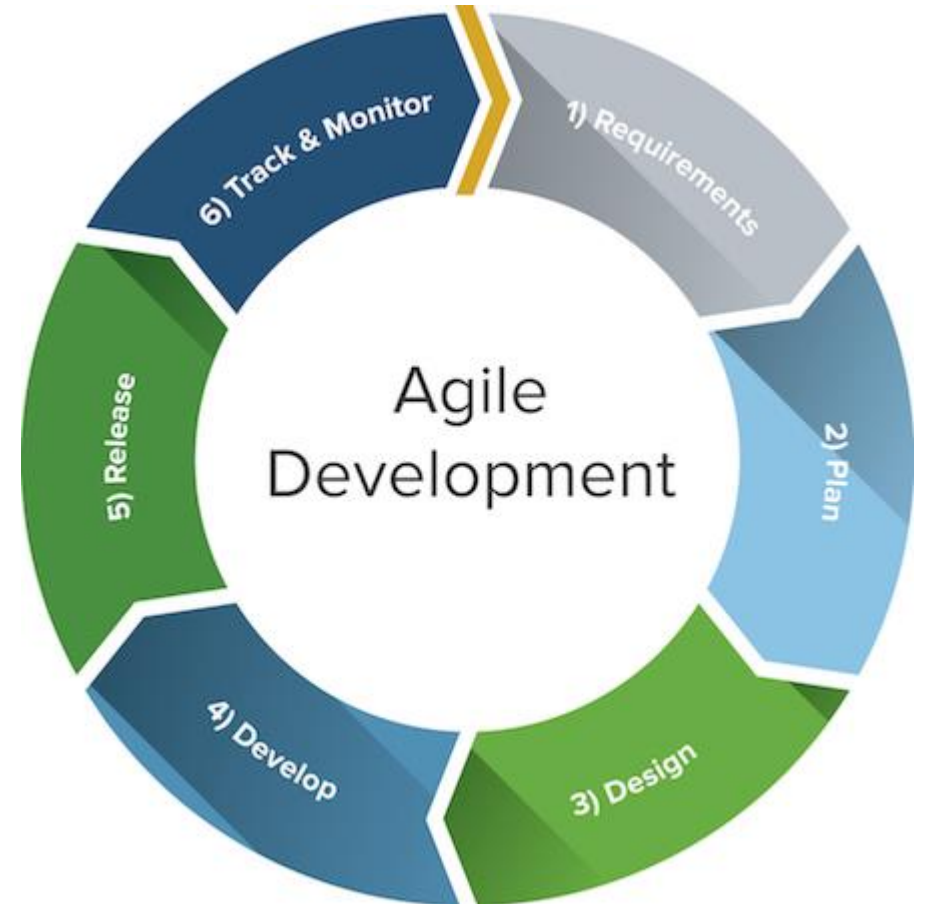 Agile
Development
1) Requirements
2) Plan
3) Design
4) Develop
5) Release
6) Track & Monitor